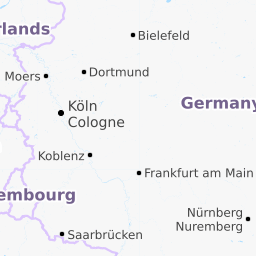 rlands
Bielefeld
Moers
Dortmund
Germany
Köln
Cologne
Koblenz
Frankfurt am Main
embourg
Nürnberg
Nuremberg
Saarbrücken